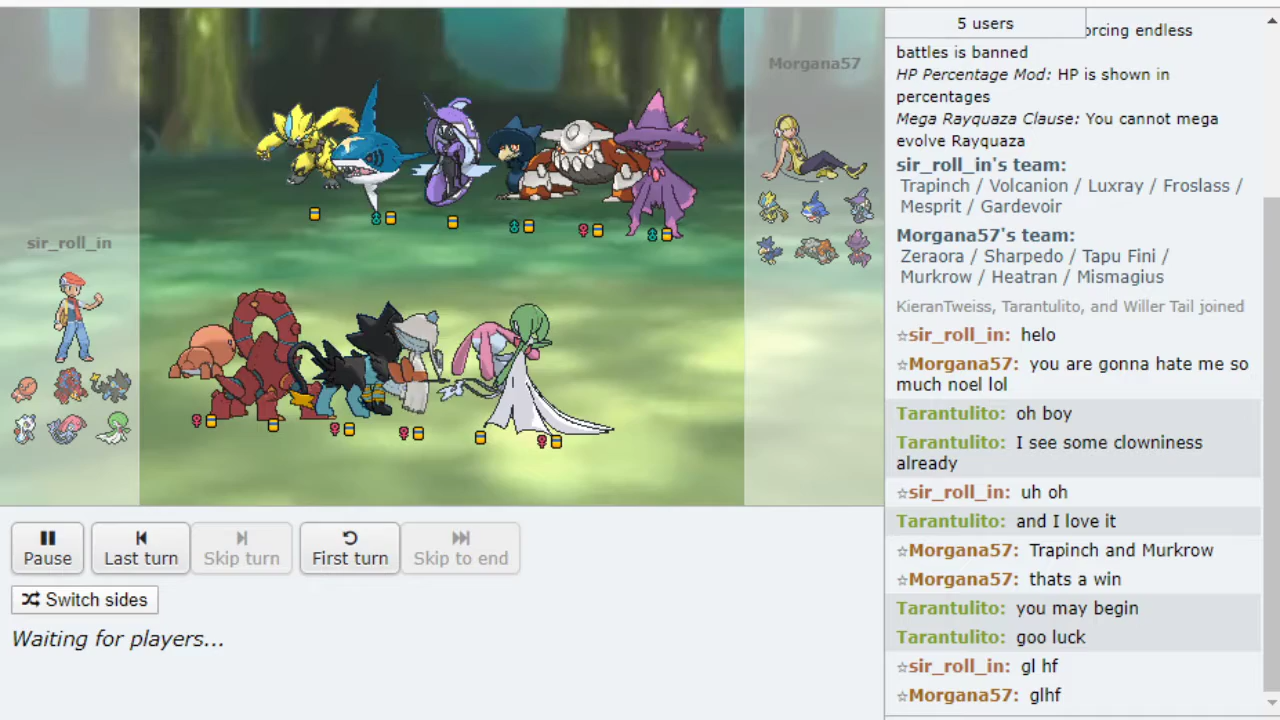 sir_roll_in
Morgana57
5 users
orcing endless
battles is banned
HP Percentage Mod: HP is shown in
percentages
Mega Rayquaza Clause: You cannot mega
evolve Rayquaza
sir_roll_in's team:
Trapinch / Volcanion / Luxray / Froslass /
Mesprit / Gardevoir
Morgana57's team:
Zeraora / Sharpedo / Tapu Fini /
Murkrow / Heatran / Mismagius
KieranTweiss, Tarantulito, and Willer Tail joined
☆sir_roll_in: helo
☆Morgana57: you are gonna hate me so
much noel lol
Tarantulito: oh boy
Tarantulito: I see some clowniness
already
☆sir_roll_in: uh oh
Tarantulito: and I love it
☆Morgana57: Trapinch and Murkrow
☆Morgana57: thats a win
Tarantulito: you may begin
Tarantulito: goo luck
☆sir_roll_in: gl hf
☆Morgana57: glhf
Pause
Last turn
Skip turn
First turn
Skip to end
Switch sides
Waiting for players...